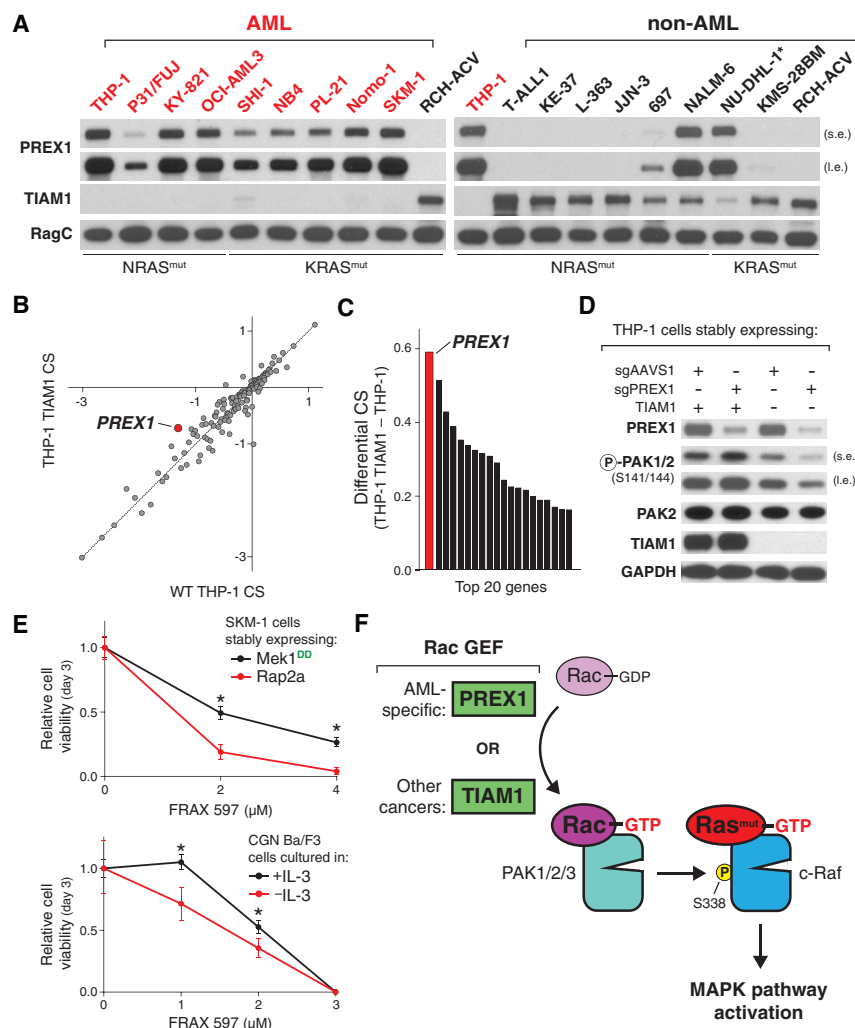 A
AML
non-AML
THP-1
P31/FUJ
KY-821
OCI-AML3
SHI-1
NB4
PL-21
Nomo-1
SKM-1
RCH-ACV
THP-1
T-ALL1
KE-37
L-363
JJN-3
697
NALM-6
NU-DHL-1*
KMS-28BM
RCH-ACV
PREX1
(s.e.)
(l.e.)
TIAM1
RagC
NRASmut
KRASmut
NRASmut
KRASmut
B
THP-1 TIAM1 CS
1
-3
1
PREX1
-1
-3
WT THP-1 CS
C
Differential CS
(THP-1 TIAM1 – THP-1)
0.6
0.4
0.2
0.0
PREX1
Top 20 genes
D
THP-1 cells stably expressing:
sgAAVS1 + - + -
sgPREX1 - + - +
TIAM1 + + - -
PREX1
P-PAK1/2 (s.e.)
(S141/144) (l.e.)
PAK2
TIAM1
GAPDH
E
SKM-1 cells
stably expressing:
Mek1DD
Rap2a
Relative cell
viability (day 3)
1.0
0.5
0.0
*
*
0 2 4
FRAX 597 (µM)
CGN Ba/F3
cells cultured in:
+IL-3
–IL-3
Relative cell
viability (day 3)
1.0
0.5
0
*
*
0 1 2 3
FRAX 597 (µM)
F
Rac GEF
AML-
specific:
PREX1
OR
Other
cancers:
TIAM1
Rac GDP
Rac GTP
PAK1/2/3
Rasmut GTP
P
S338
c-Raf
MAPK pathway
activation